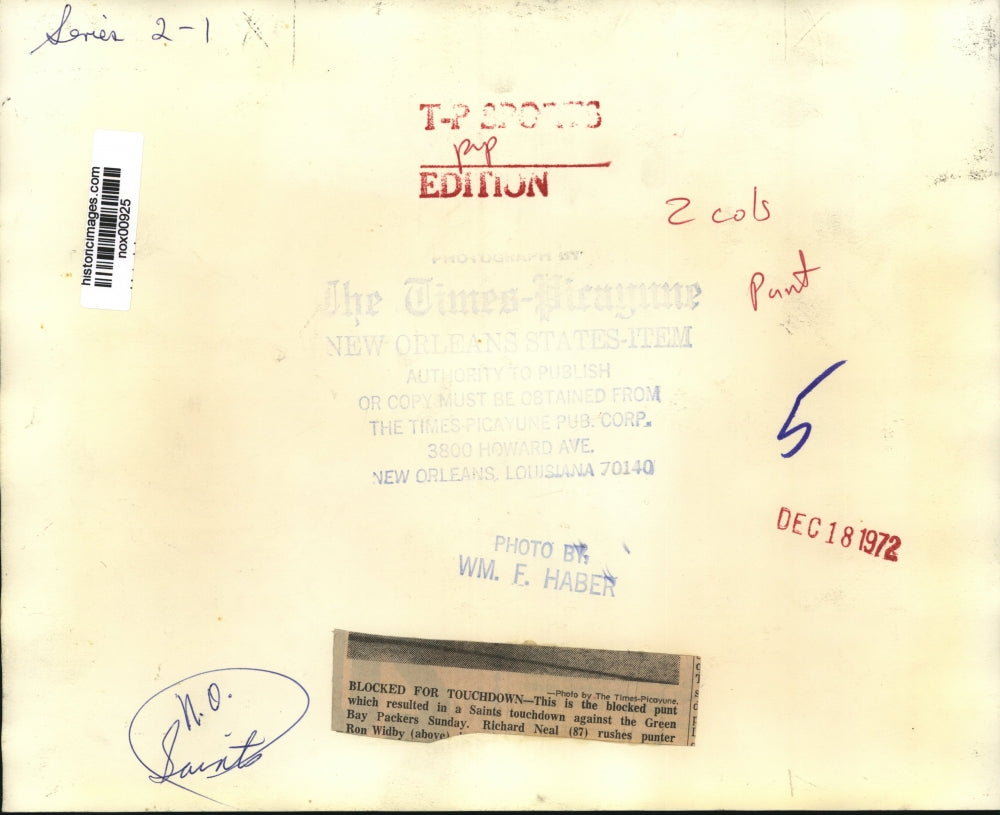 Series 2-1 X
historicimages.com
nox00925
T-P SPORTS
EDITION
2 cols
Punt
PHOTOGRAPH BY
The Times-Picayune
NEW ORLEANS STATES-ITEM
AUTHORITY TO PUBLISH
OR COPY MUST BE OBTAINED FROM
THE TIMES-PICAYUNE PUB. CORP.
3800 HOWARD AVE.
NEW ORLEANS, LOUISIANA 70140
5
DEC 18 1972
PHOTO BY
WM. F. HABER
—Photo by The Times-Picayune.
BLOCKED FOR TOUCHDOWN—This is the blocked punt
which resulted in a Saints touchdown against the Green
Bay Packers Sunday. Richard Neal (87) rushes punter
Ron Widby (above)
N.O.
Saints